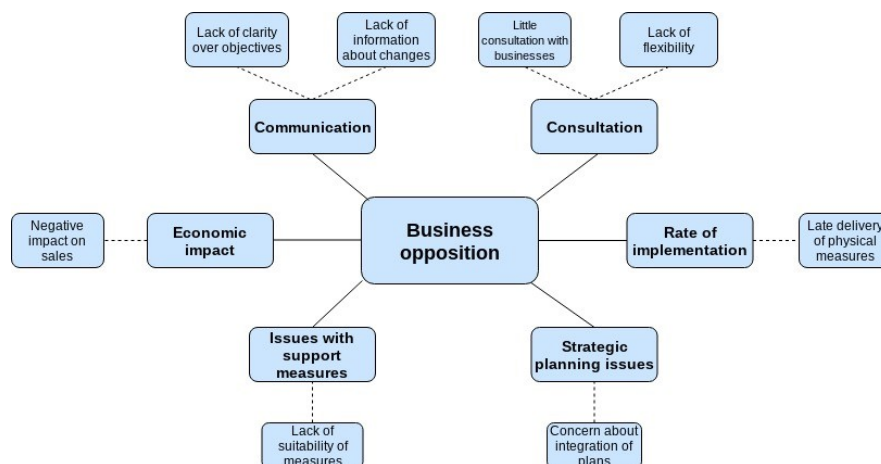 Lack of clarity
over objectives
Lack of
information
about changes
Little
consultation with
businesses
Lack of
flexibility
Communication
Consultation
Negative
impact on
sales
Economic
impact
Business
opposition
Rate of
implementation
Late delivery
of physical
measures
Issues with
support
measures
Strategic
planning issues
Lack of
suitability of
measures
Concern about
integration of
plans